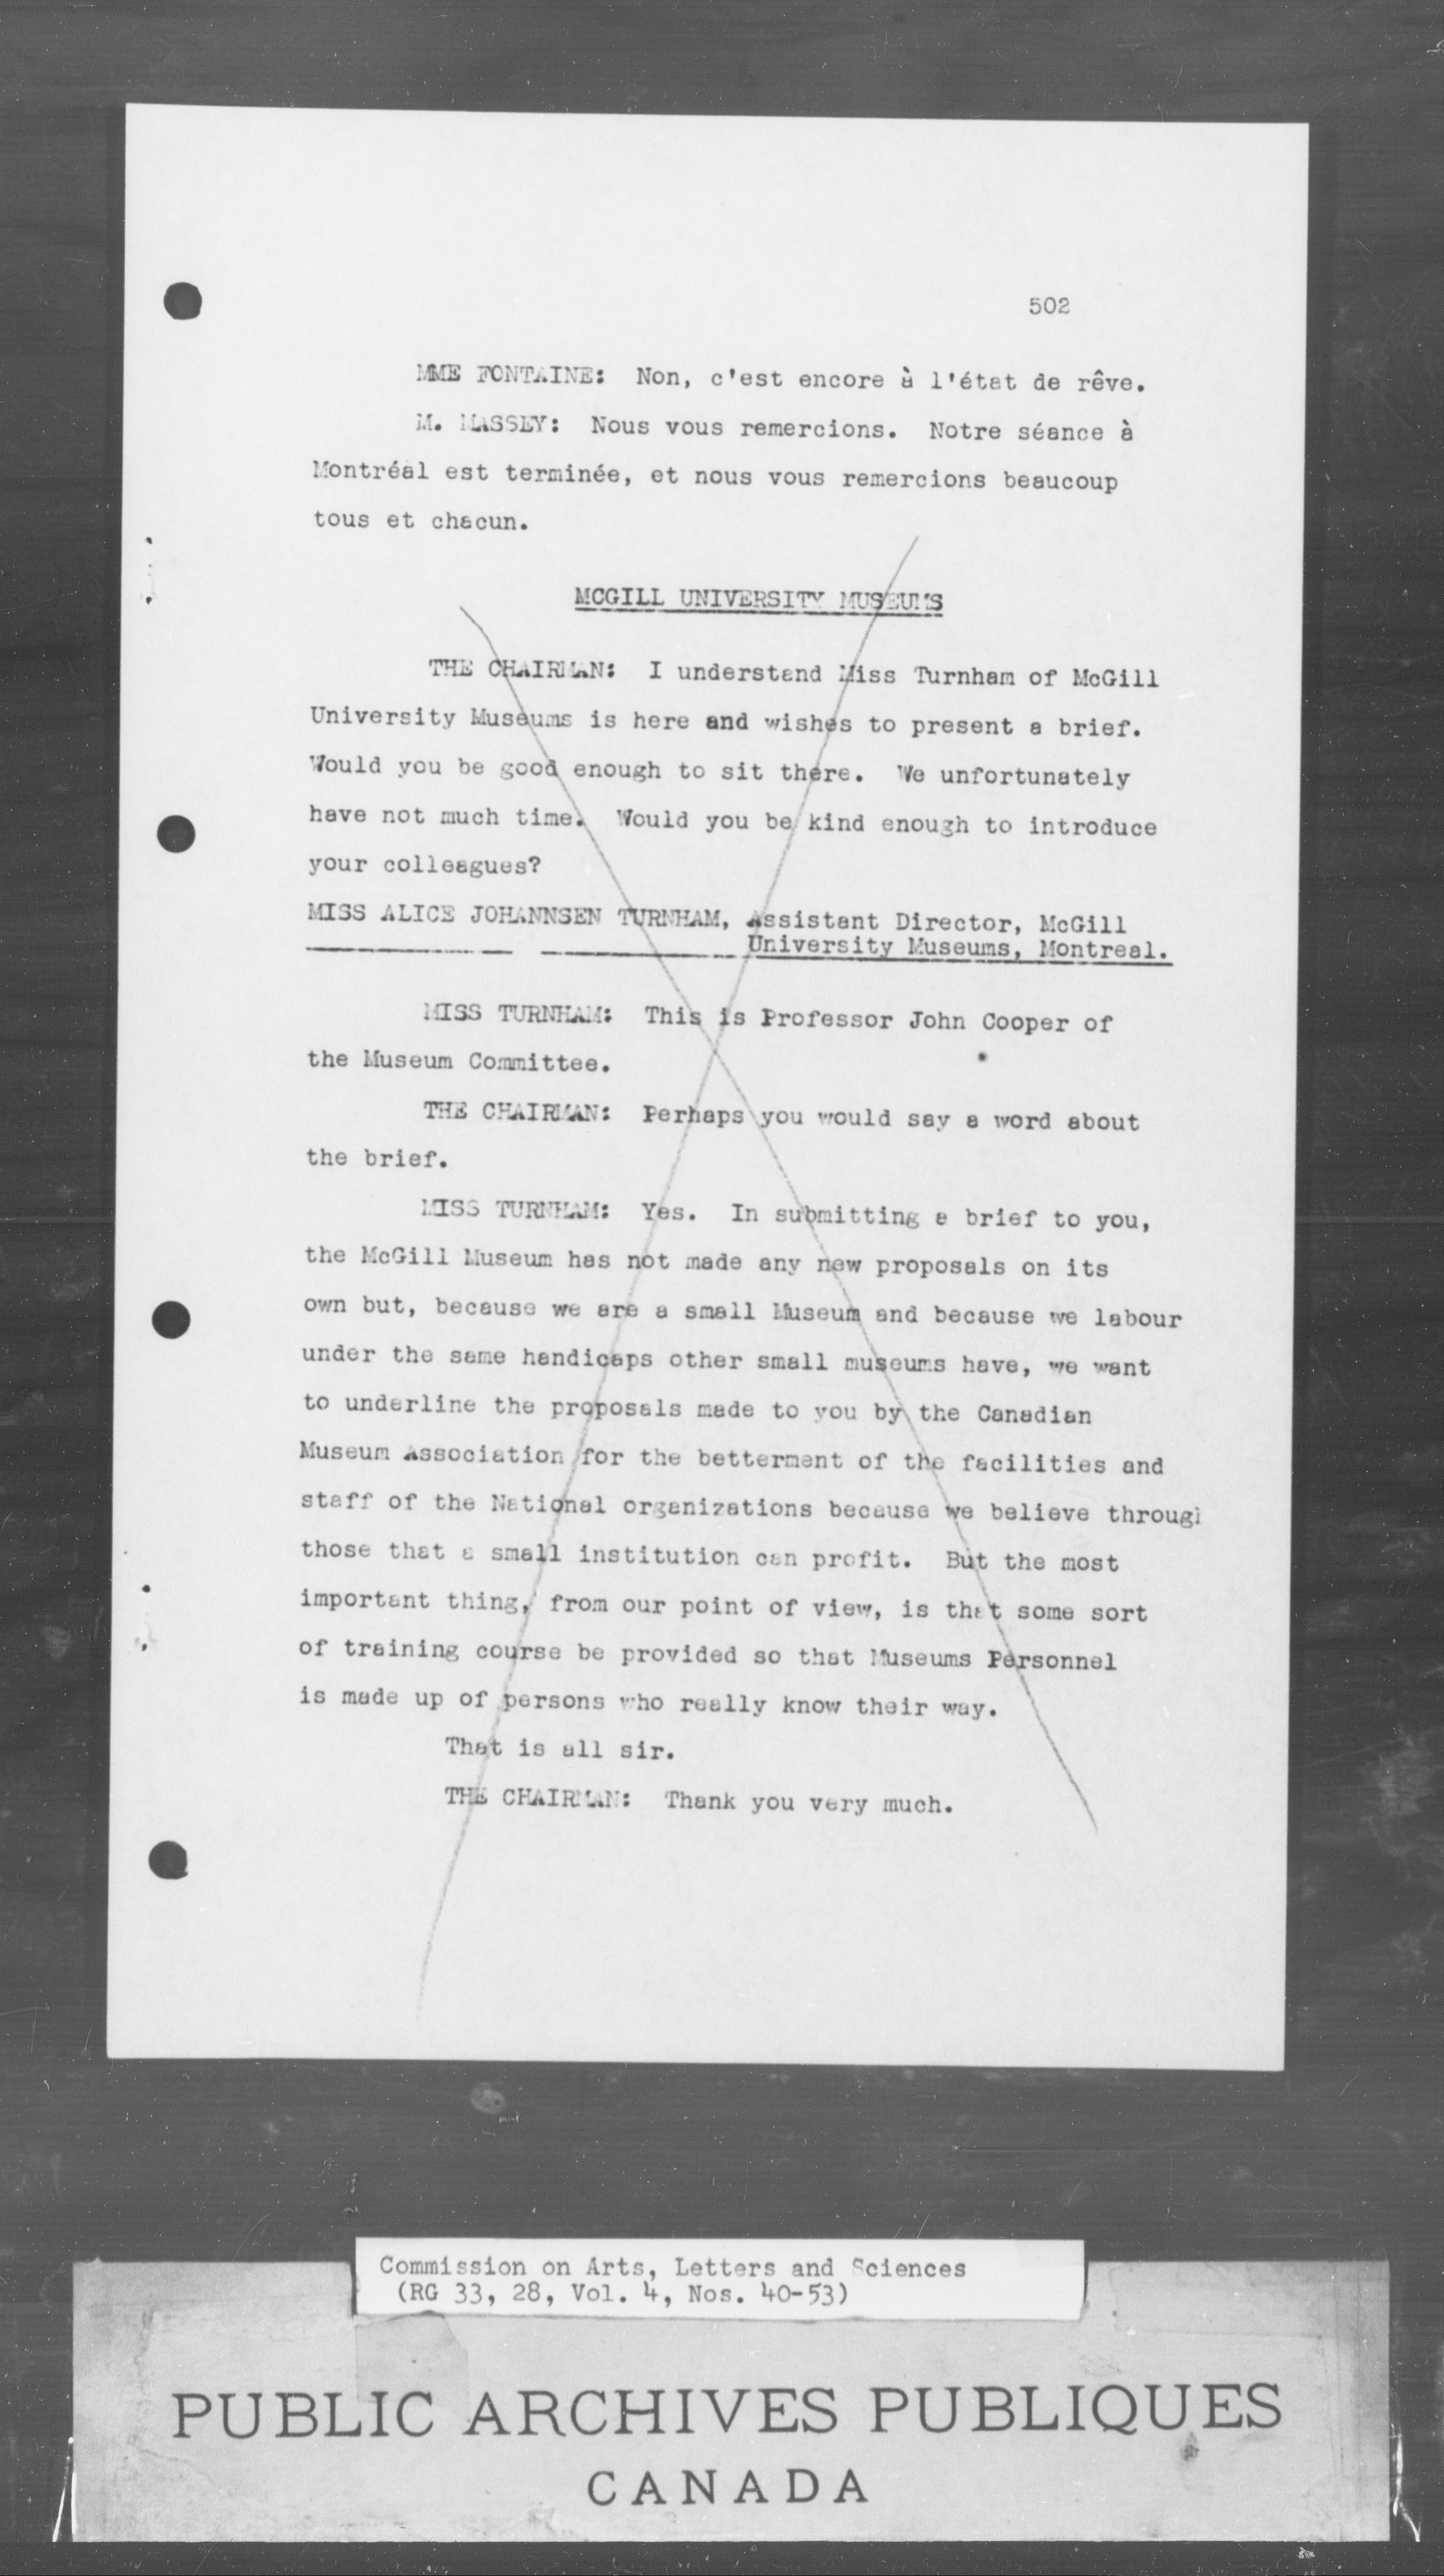 502
MME FONTAINE: Non, c'est encore à l'état de rêve.
M. MASSEY: Nous vous remercions. Notre séance à
Montréal est terminée, et nous vous remercions beaucoup
tous et chacun.
MCGILL UNIVERSITY MUSEUMS
THE CHAIRMAN: I understand Miss Turnham of McGill
University Museums is here and wishes to present a brief.
Would you be good enough to sit there. We unfortunately
have not much time. Would you be kind enough to introduce
your colleagues?
MISS ALICE JOHANNSEN TURNHAM, Assistant Director, McGill
University Museums, Montreal.
MISS TURNHAM: This is Professor John Cooper of
the Museum Committee.
THE CHAIRMAN: Perhaps you would say a word about
the brief.
MISS TURNHAM: Yes. In submitting a brief to you,
the McGill Museum has not made any new proposals on its
own but, because we are a small Museum and because we labour
under the same handicaps other small museums have, we want
to underline the proposals made to you by the Canadian
Museum Association for the betterment of the facilities and
staff of the National organizations because we believe through
those that a small institution can profit. But the most
important thing, from our point of view, is that some sort
of training course be provided so that Museums Personnel
is made up of persons who really know their way.
That is all sir.
THE CHAIRMAN: Thank you very much.
Commission on Arts, Letters and Sciences
(RG 33, 28, Vol. 4, Nos. 40-53)
PUBLIC ARCHIVES PUBLIQUES
CANADA